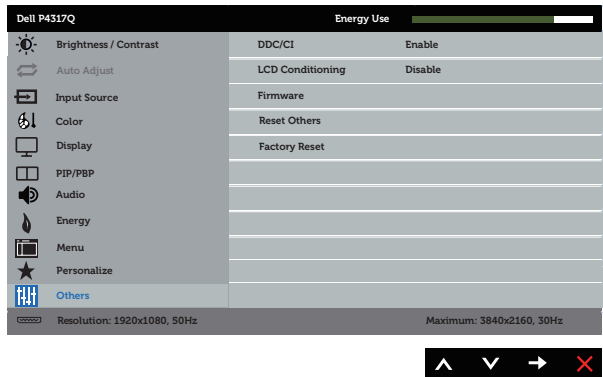 Dell P4317Q Energy Use
Brightness / Contrast DDC/CI Enable
Auto Adjust LCD Conditioning Disable
Input Source Firmware
Color Reset Others
Display Factory Reset
PIP/PBP
Audio
Energy
Menu
Personalize
Others
Resolution: 1920x1080, 50Hz Maximum: 3840x2160, 30Hz